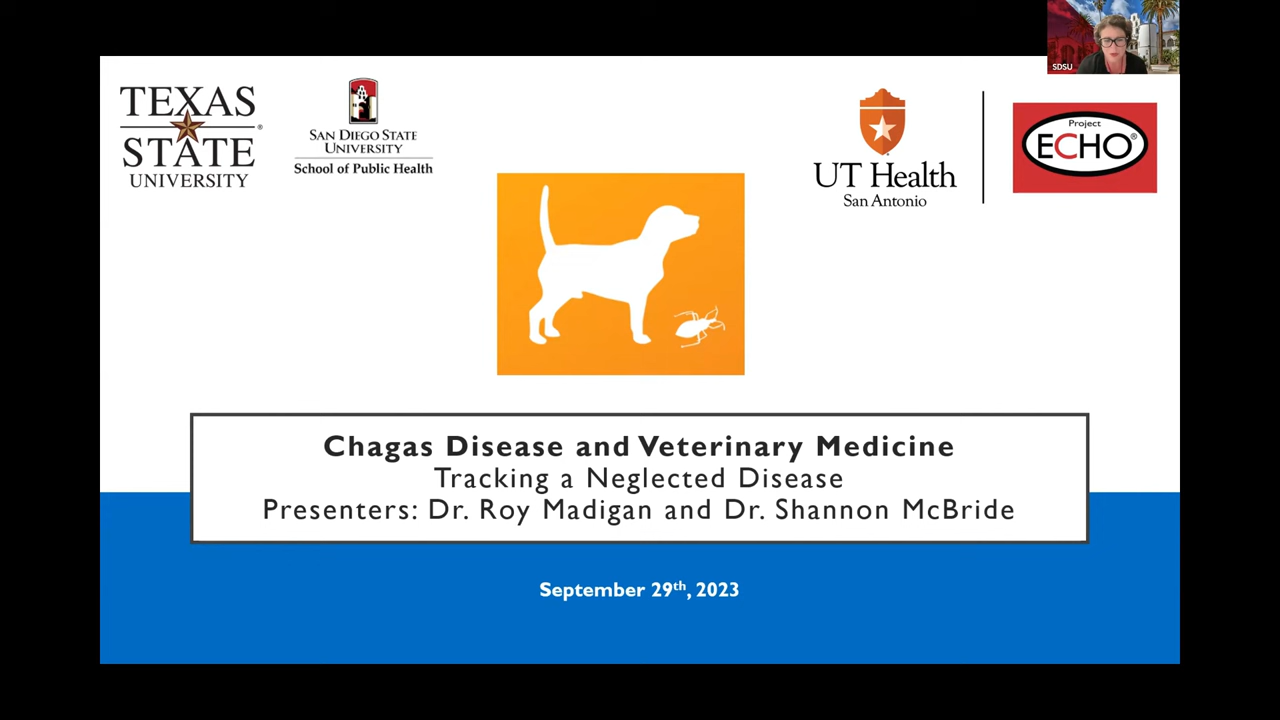 SDSU
TEXAS
STATE
UNIVERSITY
®
SAN DIEGO STATE
UNIVERSITY
School of Public Health
UT Health
San Antonio
Project
ECHO®
Chagas Disease and Veterinary Medicine
Tracking a Neglected Disease
Presenters: Dr. Roy Madigan and Dr. Shannon McBride
September 29th, 2023